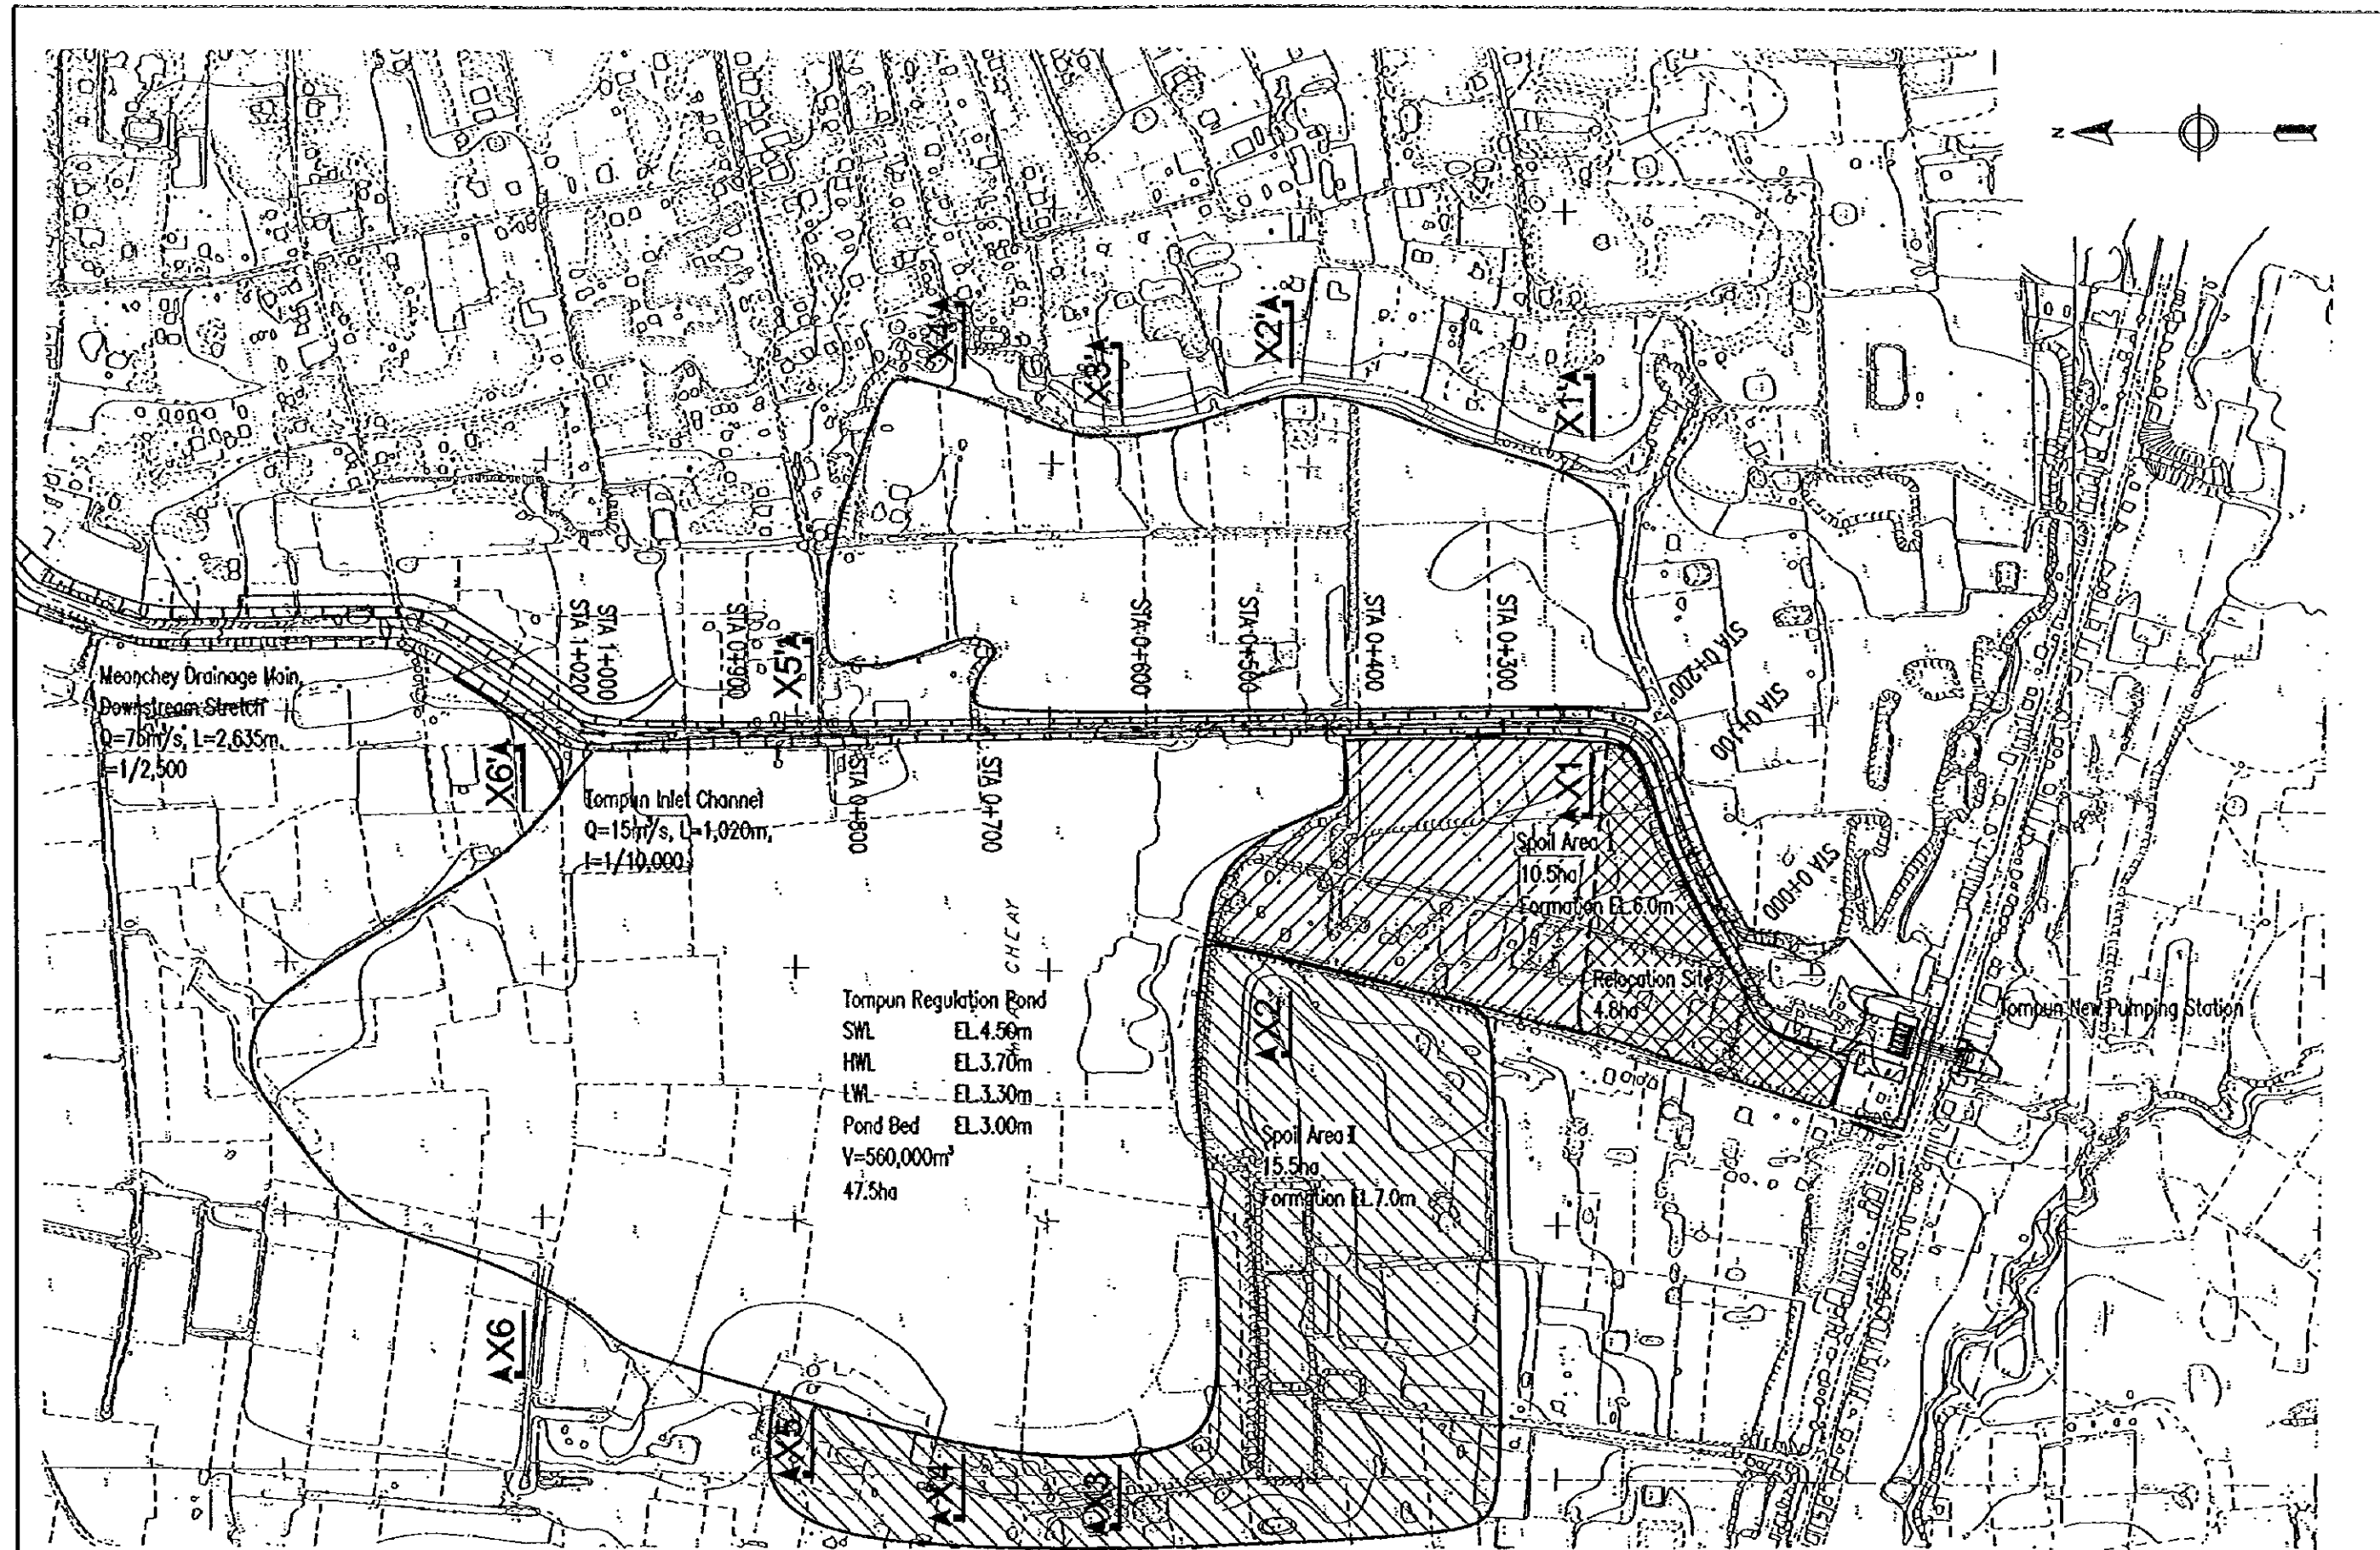 N
X4'
X3'
X2'
X1'
STA 1+020
STA 1+000
STA 0+900
X5'
STA 0+600
STA 0+500
STA 0+400
STA 0+300
STA 0+200
STA 0+100
STA 0+000
Meonchey Drainage Main,
Downstream Stretch
Q=75m³/s, L=2,635m,
I=1/2,500
X6'
Tompun Inlet Channel
Q=15m³/s, L=1,020m,
I=1/10,000
STA 0+800
STA 0+700
X1
Spoil Area I
10.5ha
Formation EL.6.0m
Relocation Site
4.8ha
Tompun New Pumping Station
CHEAY
Tompun Regulation Pond
SWL EL.4.50m
HWL EL.3.70m
LWL EL.3.30m
Pond Bed EL.3.00m
V=560,000m³
47.5ha
X2
Spoil Area II
15.5ha
Formation EL.7.0m
X6
X5
X4
X3